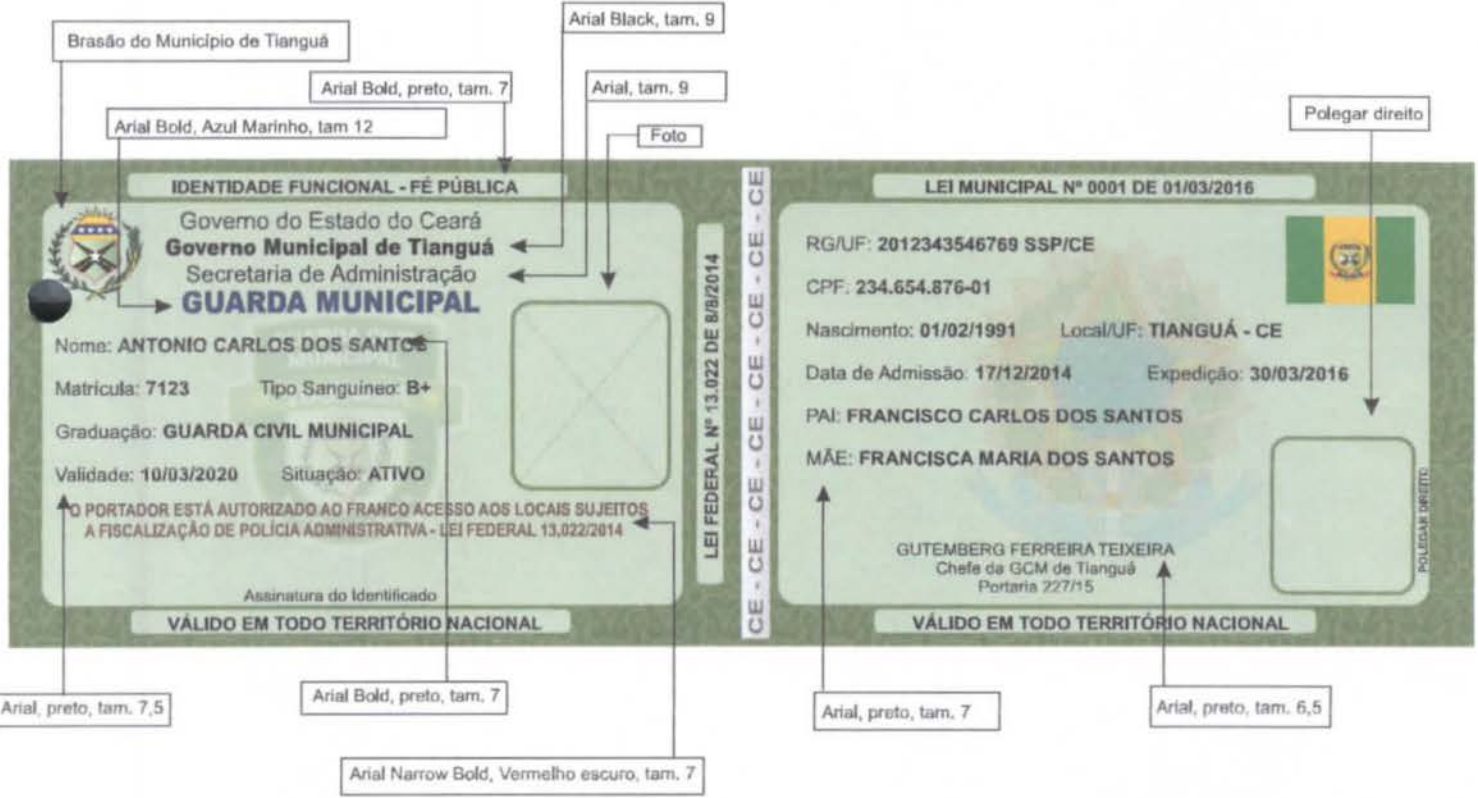 Brasão do Município de Tianguá
Arial Black, tam. 9
Arial Bold, preto, tam. 7
Arial, tam. 9
Arial Bold, Azul Marinho, tam 12
Foto
Polegar direito
IDENTIDADE FUNCIONAL - FÉ PÚBLICA
Governo do Estado do Ceará
Governo Municipal de Tianguá
Secretaria de Administração
GUARDA MUNICIPAL
Nome: ANTONIO CARLOS DOS SANTOS
Matrícula: 7123 Tipo Sanguíneo: B+
Graduação: GUARDA CIVIL MUNICIPAL
Validade: 10/03/2020 Situação: ATIVO
O PORTADOR ESTÁ AUTORIZADO AO FRANCO ACESSO AOS LOCAIS SUJEITOS
A FISCALIZAÇÃO DE POLÍCIA ADMINISTRATIVA - LEI FEDERAL 13,022/2014
Assinatura do Identificado
VÁLIDO EM TODO TERRITÓRIO NACIONAL
LEI FEDERAL Nº 13.022 DE 8/8/2014
CE - CE - CE - CE - CE - CE - CE - CE - CE
LEI MUNICIPAL Nº 0001 DE 01/03/2016
RG/UF: 2012343546769 SSP/CE
CPF: 234.654.876-01
Nascimento: 01/02/1991 Local/UF: TIANGUÁ - CE
Data de Admissão: 17/12/2014 Expedição: 30/03/2016
PAI: FRANCISCO CARLOS DOS SANTOS
MÃE: FRANCISCA MARIA DOS SANTOS
GUTEMBERG FERREIRA TEIXEIRA
Chefe da GCM de Tianguá
Portaria 227/15
POLEGAR DIREITO
VÁLIDO EM TODO TERRITÓRIO NACIONAL
Arial, preto, tam. 7,5
Arial Bold, preto, tam. 7
Arial, preto, tam. 7
Arial, preto, tam. 6,5
Arial Narrow Bold, Vermelho escuro, tam. 7